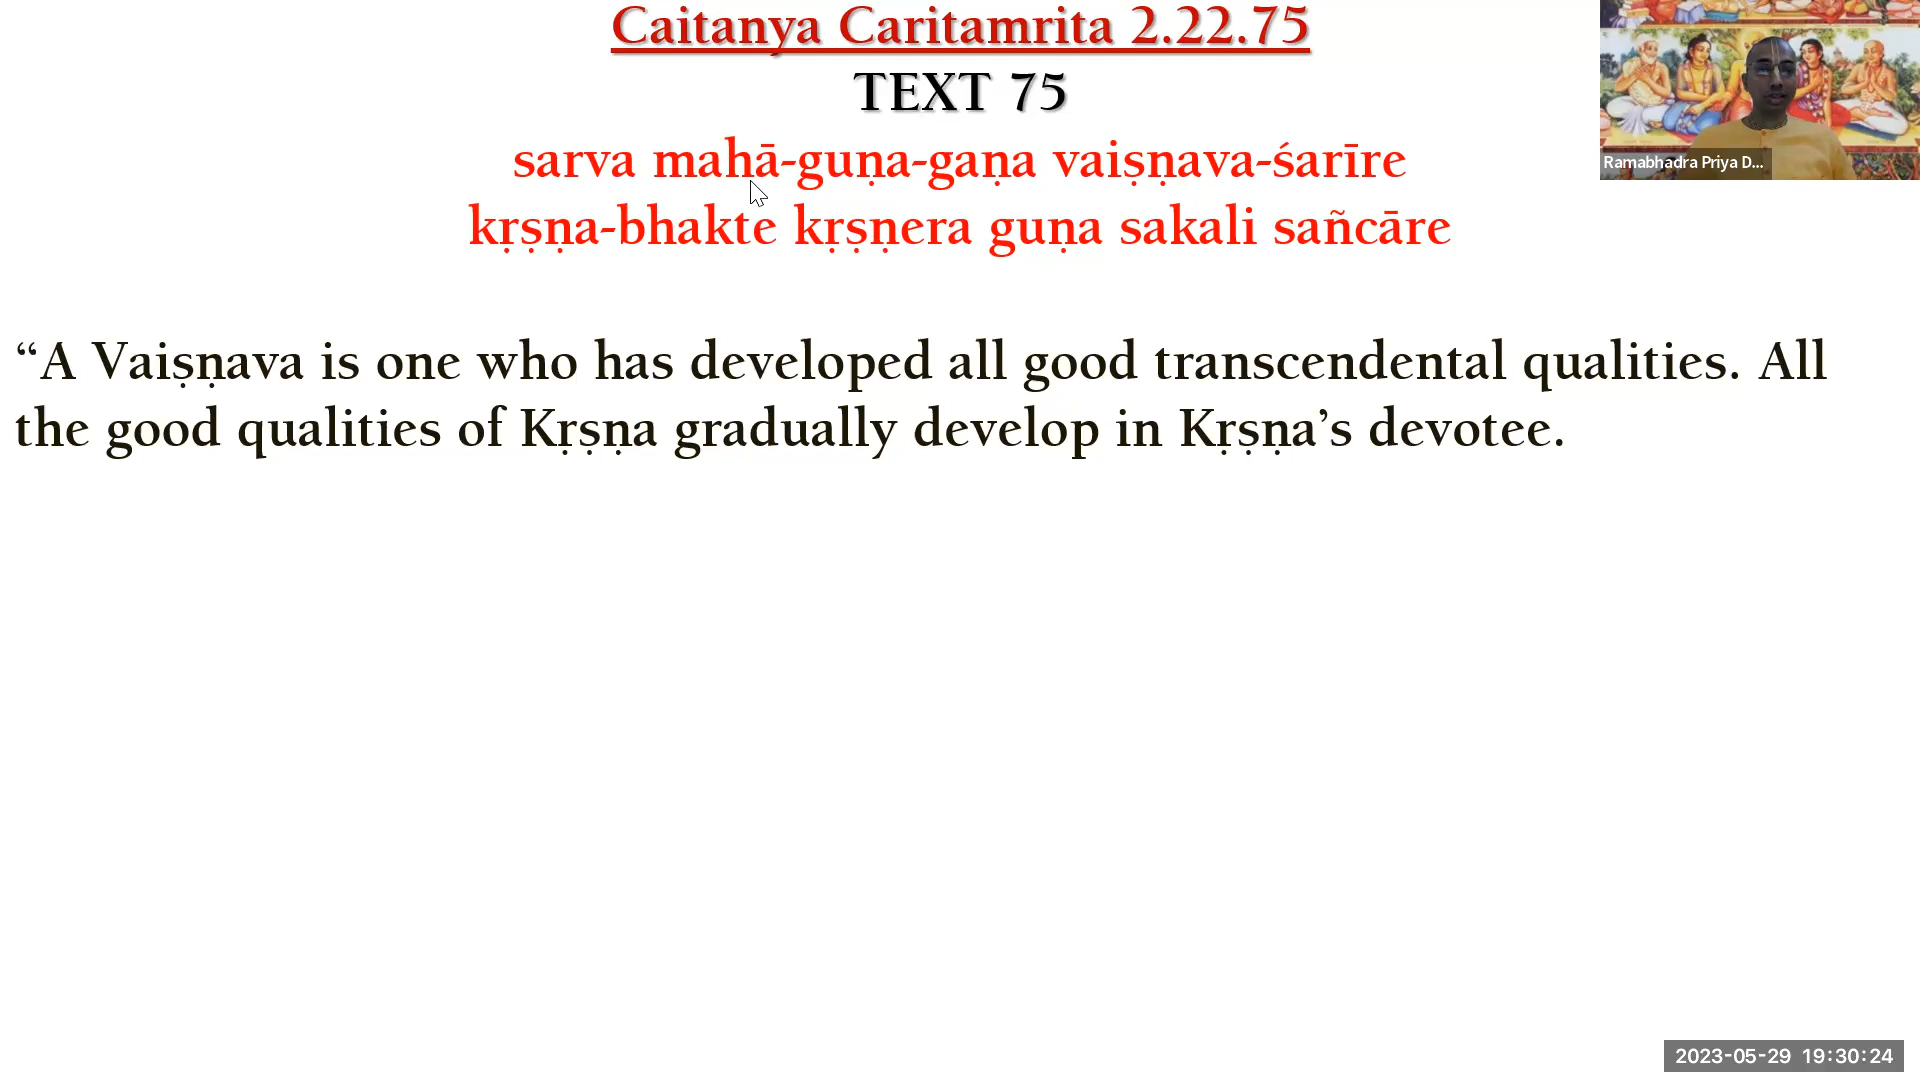 Caitanya Caritamrita 2.22.75
TEXT 75
sarva mahā-guṇa-gaṇa vaiṣṇava-śarīre
kṛṣṇa-bhakte kṛṣṇera guṇa sakali sañcāre
“A Vaiṣṇava is one who has developed all good transcendental qualities. All
the good qualities of Kṛṣṇa gradually develop in Kṛṣṇa’s devotee.
Ramabhadra Priya D...
2023-05-29 19:30:24